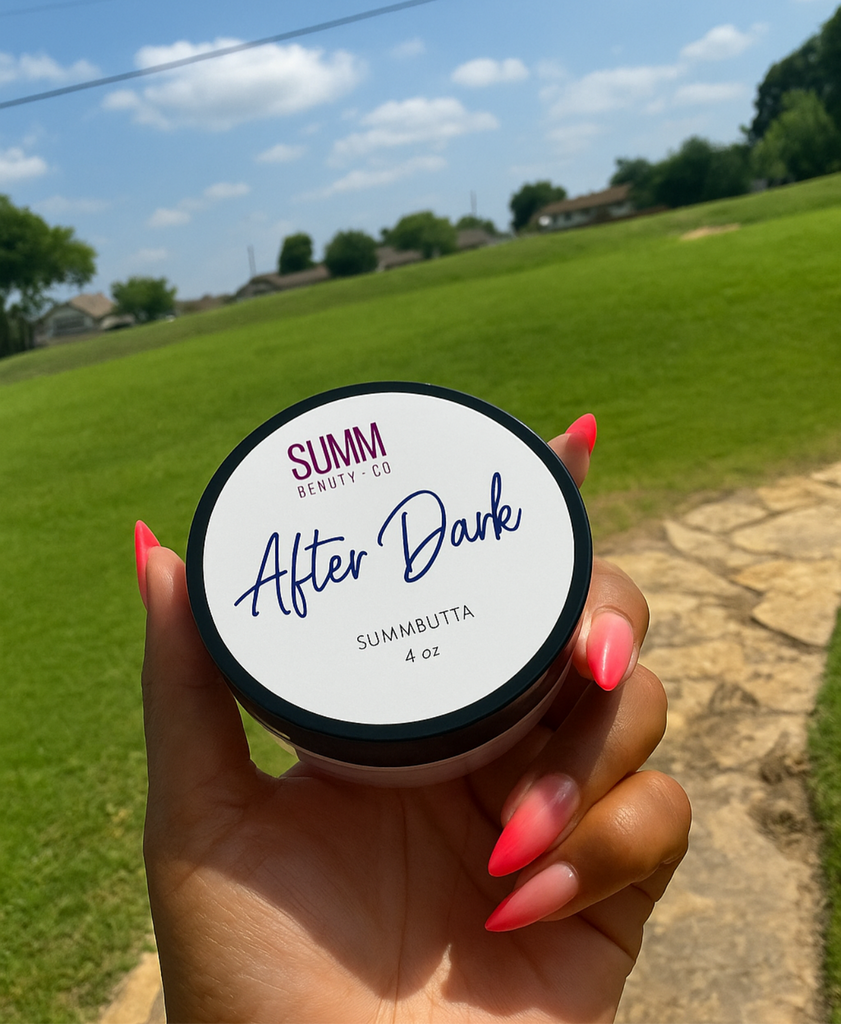 SUMM
BENUTY - CO
After Dark
SUMMBUTTA
4 oz